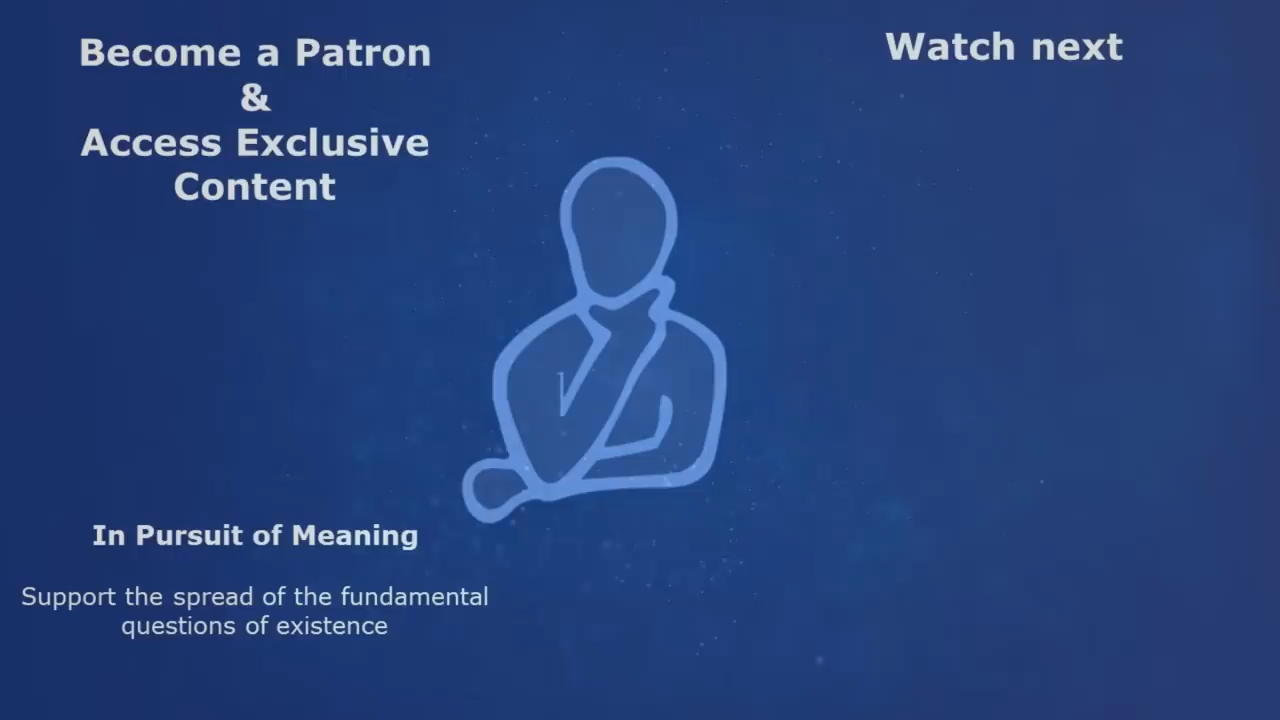 Become a Patron
&
Access Exclusive
Content
Watch next
In Pursuit of Meaning
Support the spread of the fundamental
questions of existence